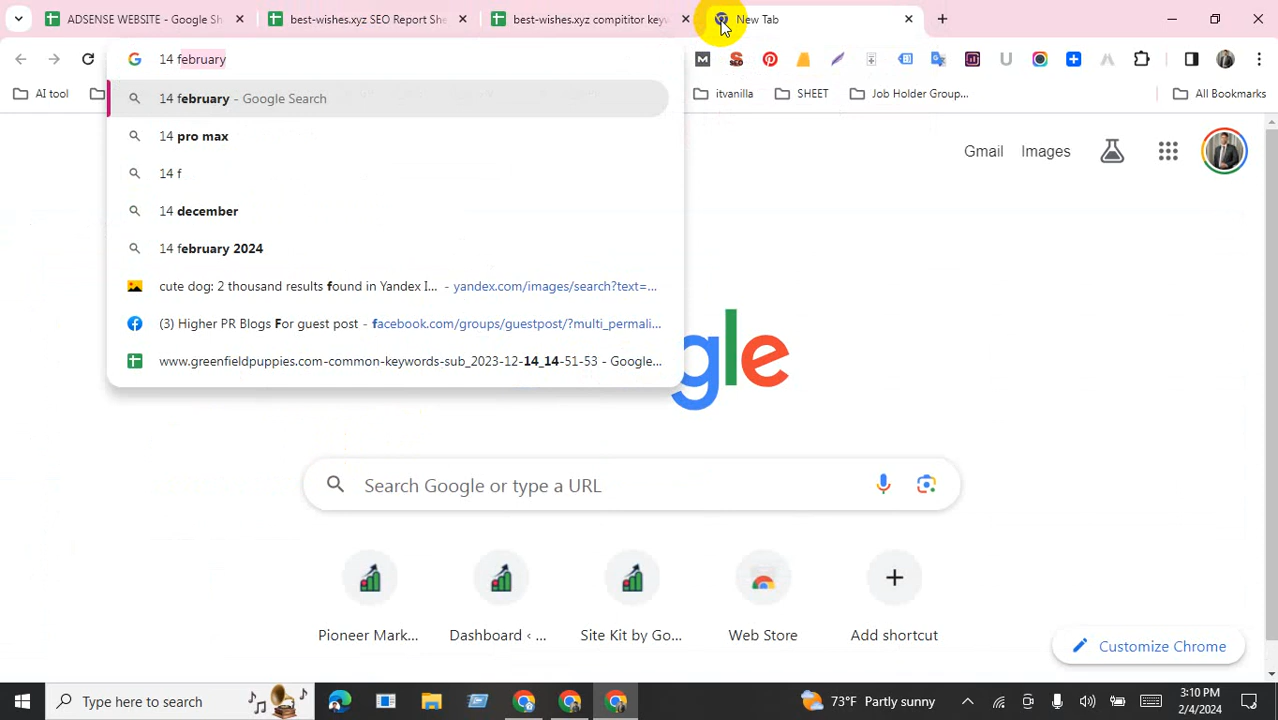 ADSENSE WEBSITE - Google Sh
best-wishes.xyz SEO Report She
best-wishes.xyz compititor keyw
New Tab
14 february
AI tool
itvanilla
SHEET
Job Holder Group...
All Bookmarks
14 february - Google Search
14 pro max
14 f
14 december
14 february 2024
cute dog: 2 thousand results found in Yandex I... - yandex.com/images/search?text=...
(3) Higher PR Blogs For guest post - facebook.com/groups/guestpost/?multi_permali...
www.greenfieldpuppies.com-common-keywords-sub_2023-12-14_14-51-53 - Google...
Gmail
Images
gle
Search Google or type a URL
Pioneer Mark...
Dashboard ‹ ...
Site Kit by Go...
Web Store
Add shortcut
Customize Chrome
Type here to search
73°F Partly sunny
3:10 PM
2/4/2024